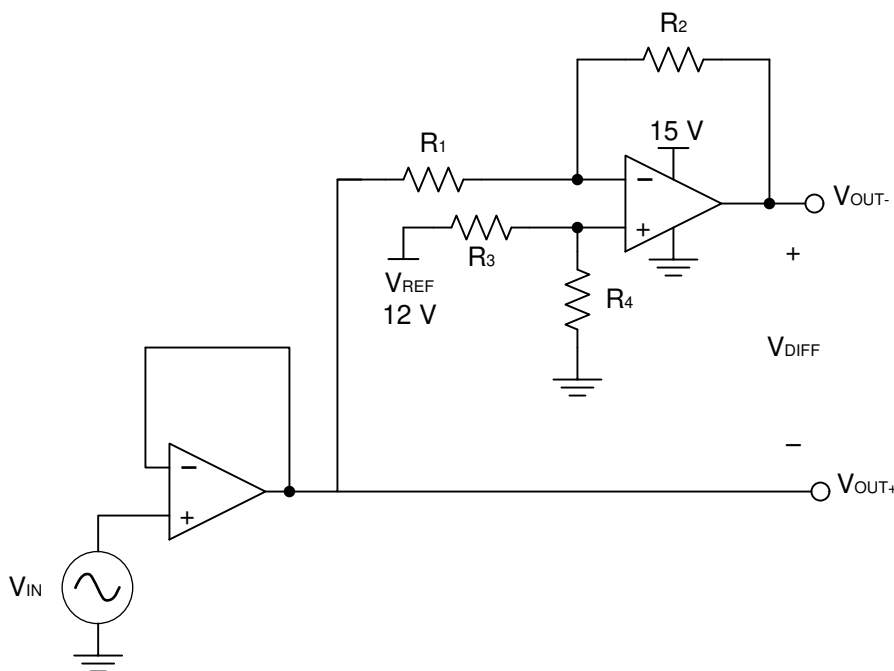 R2
15 V
R1
−
VOUT-
+
R3
+
VREF
12 V
R4
VDIFF
−
−
VOUT+
+
VIN